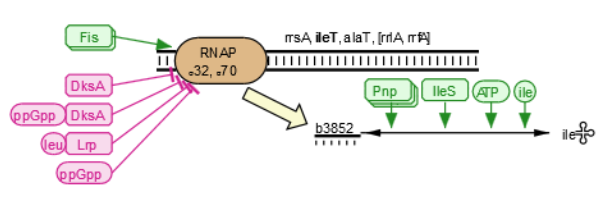 Fis
rrsA, ileT, alaT, [rrlA, rrfA]
RNAP
σ32, σ70
DksA
ppGpp DksA
leu Lrp
ppGpp
Pnp IleS ATP ile
b3852
ile